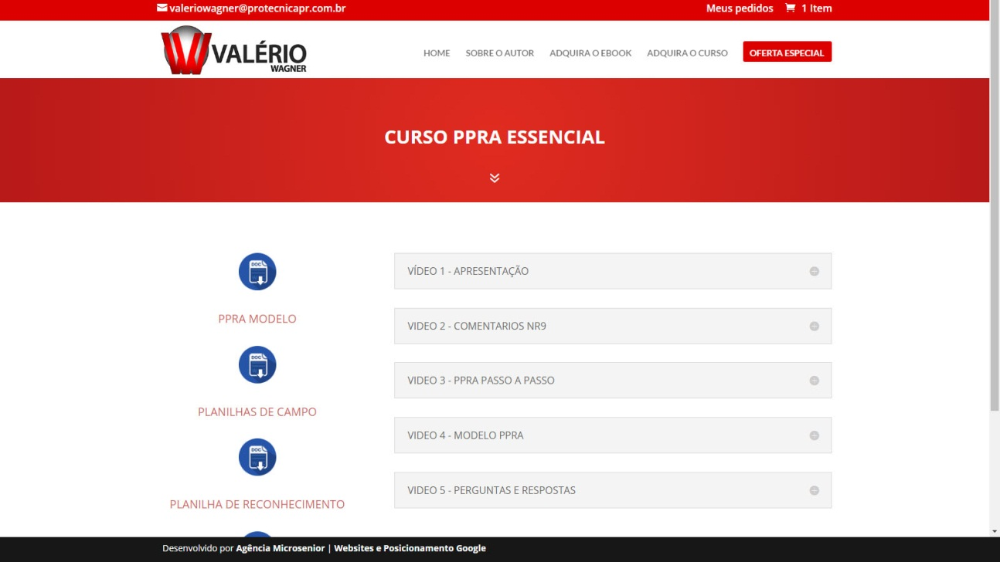 valeriowagner@protecnicapr.com.br
Meus pedidos 1 Item
VALÉRIO
WAGNER
HOME SOBRE O AUTOR ADQUIRA O EBOOK ADQUIRA O CURSO OFERTA ESPECIAL
CURSO PPRA ESSENCIAL
DOC
PPRA MODELO
DOC
PLANILHAS DE CAMPO
DOC
PLANILHA DE RECONHECIMENTO
VÍDEO 1 - APRESENTAÇÃO
VIDEO 2 - COMENTARIOS NR9
VIDEO 3 - PPRA PASSO A PASSO
VIDEO 4 - MODELO PPRA
VIDEO 5 - PERGUNTAS E RESPOSTAS
Desenvolvido por Agência Microsenior | Websites e Posicionamento Google